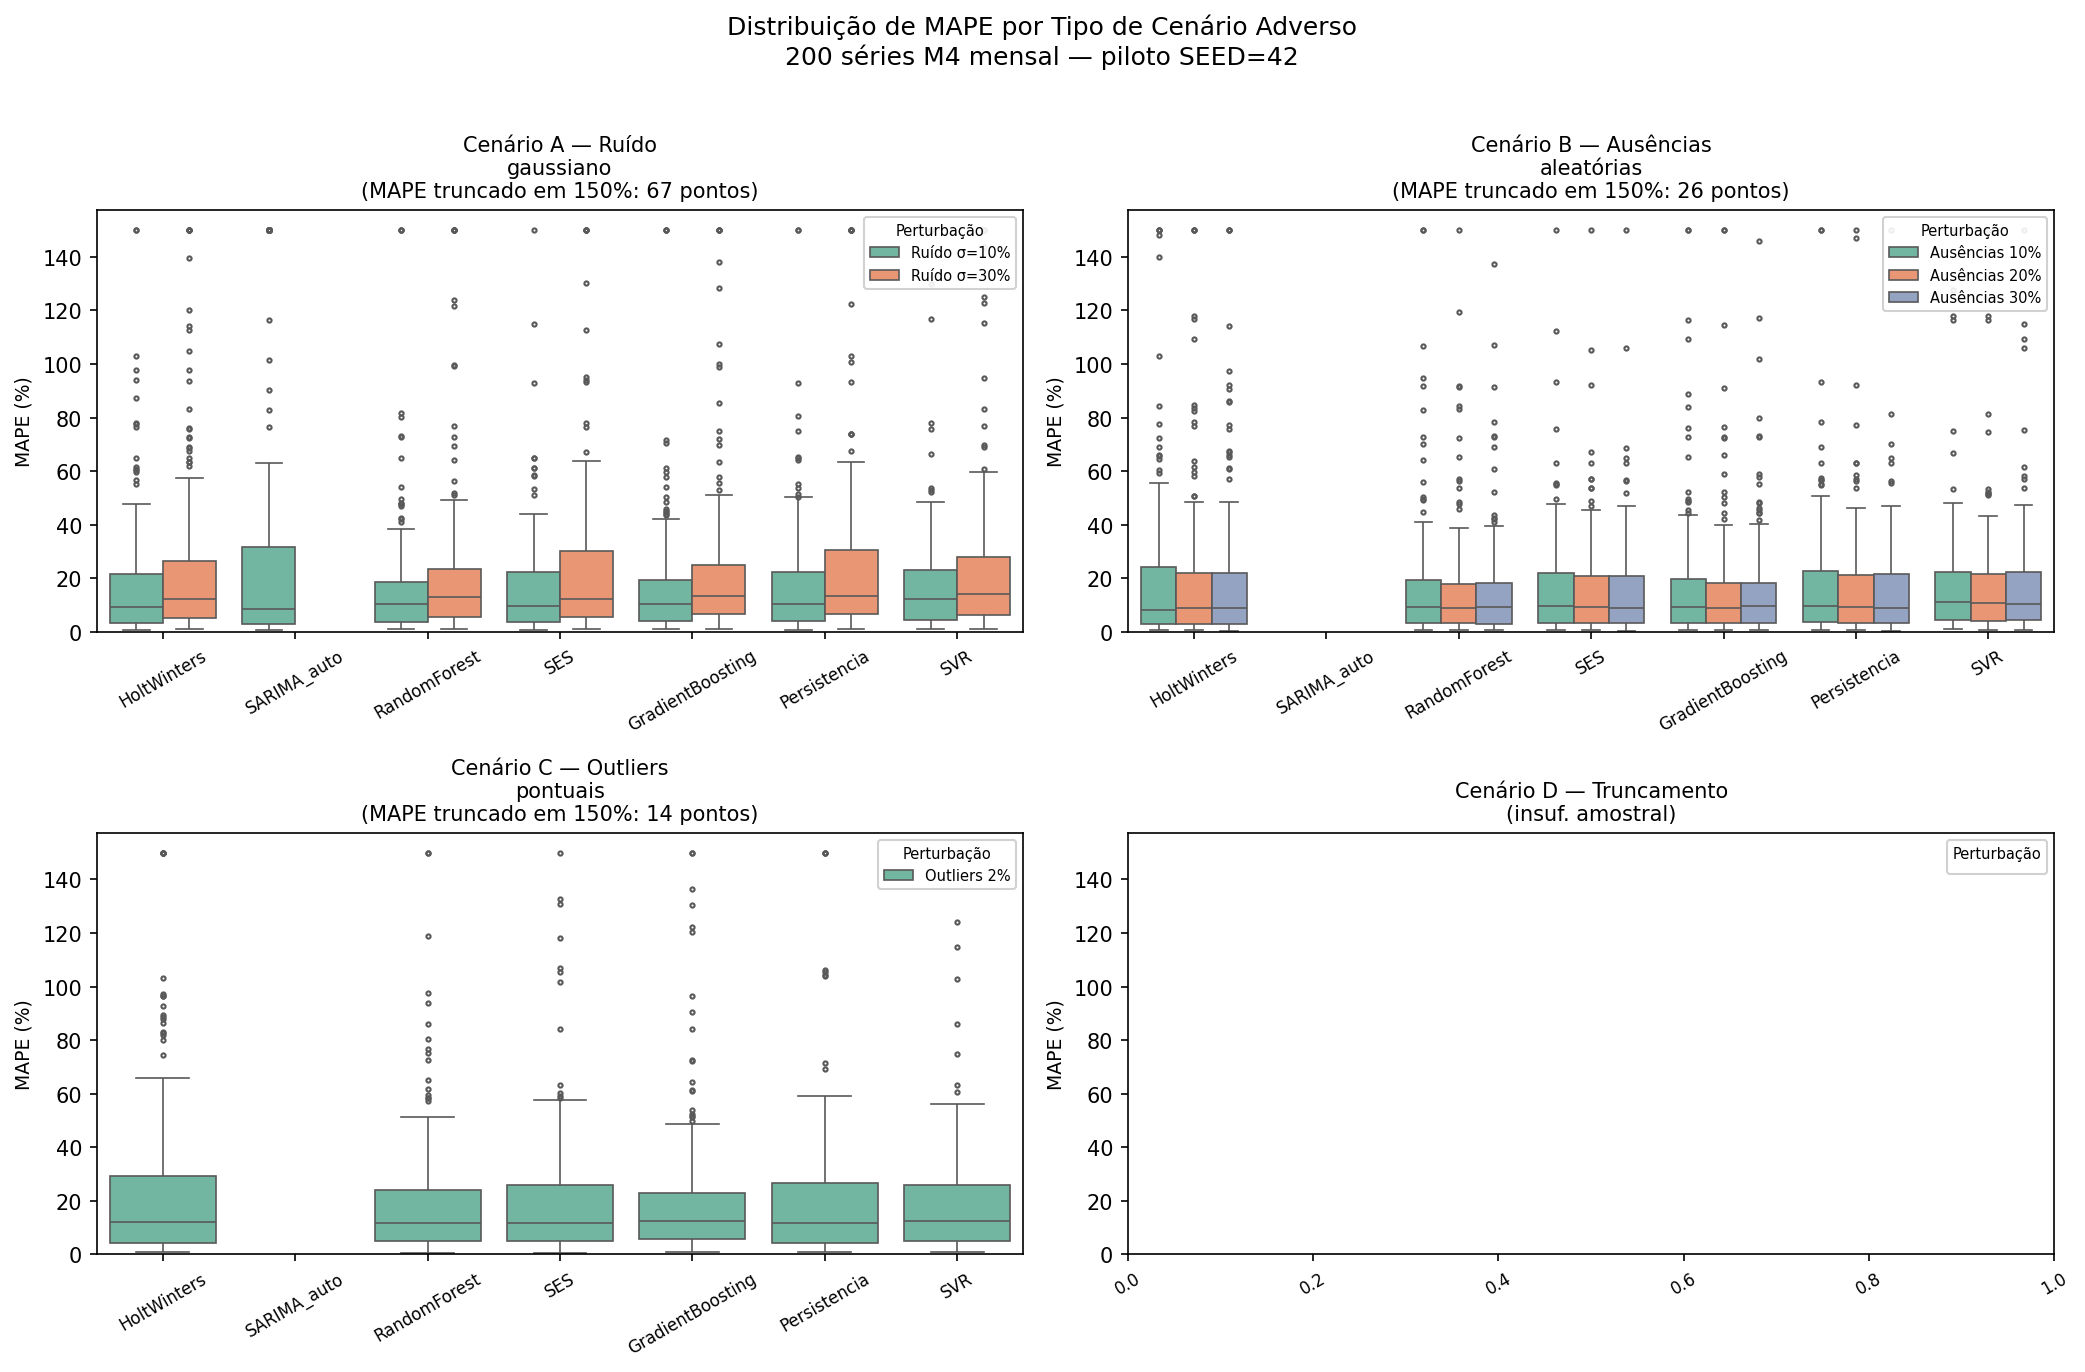 Distribuição de MAPE por Tipo de Cenário Adverso
200 séries M4 mensal — piloto SEED=42
Cenário A — Ruído
gaussiano
(MAPE truncado em 150%: 67 pontos)
MAPE (%)
140
120
100
80
60
40
20
0
Perturbação
Ruído σ=10%
Ruído σ=30%
HoltWinters
SARIMA_auto
RandomForest
SES
GradientBoosting
Persistencia
SVR
Cenário B — Ausências
aleatórias
(MAPE truncado em 150%: 26 pontos)
MAPE (%)
140
120
100
80
60
40
20
0
Perturbação
Ausências 10%
Ausências 20%
Ausências 30%
HoltWinters
SARIMA_auto
RandomForest
SES
GradientBoosting
Persistencia
SVR
Cenário C — Outliers
pontuais
(MAPE truncado em 150%: 14 pontos)
MAPE (%)
140
120
100
80
60
40
20
0
Perturbação
Outliers 2%
HoltWinters
SARIMA_auto
RandomForest
SES
GradientBoosting
Persistencia
SVR
Cenário D — Truncamento
(insuf. amostral)
MAPE (%)
140
120
100
80
60
40
20
0
Perturbação
0.0
0.2
0.4
0.6
0.8
1.0